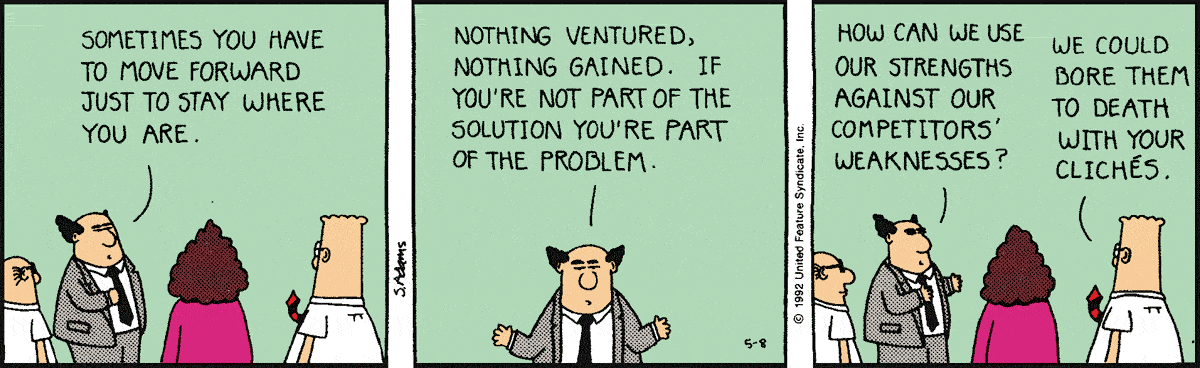 SOMETIMES YOU HAVE
TO MOVE FORWARD
JUST TO STAY WHERE
YOU ARE.
S.Adams
NOTHING VENTURED,
NOTHING GAINED. IF
YOU'RE NOT PART OF THE
SOLUTION YOU'RE PART
OF THE PROBLEM.
5-8
© 1992 United Feature Syndicate, Inc.
HOW CAN WE USE
OUR STRENGTHS
AGAINST OUR
COMPETITORS'
WEAKNESSES?
WE COULD
BORE THEM
TO DEATH
WITH YOUR
CLICHÉS.